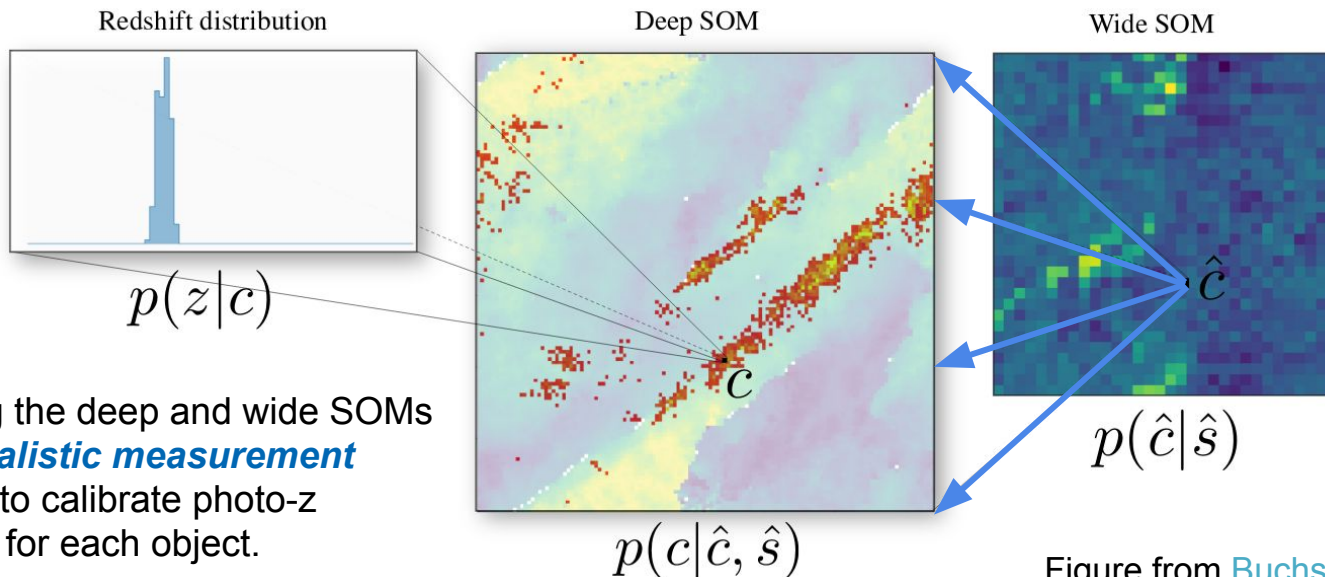 Redshift distribution
Deep SOM
Wide SOM
p(z|c)
c
ĉ
p(ĉ|ŝ)
the deep and wide SOMs
measurement
to calibrate photo-z
for each object.
p(c|ĉ, ŝ)
Figure from